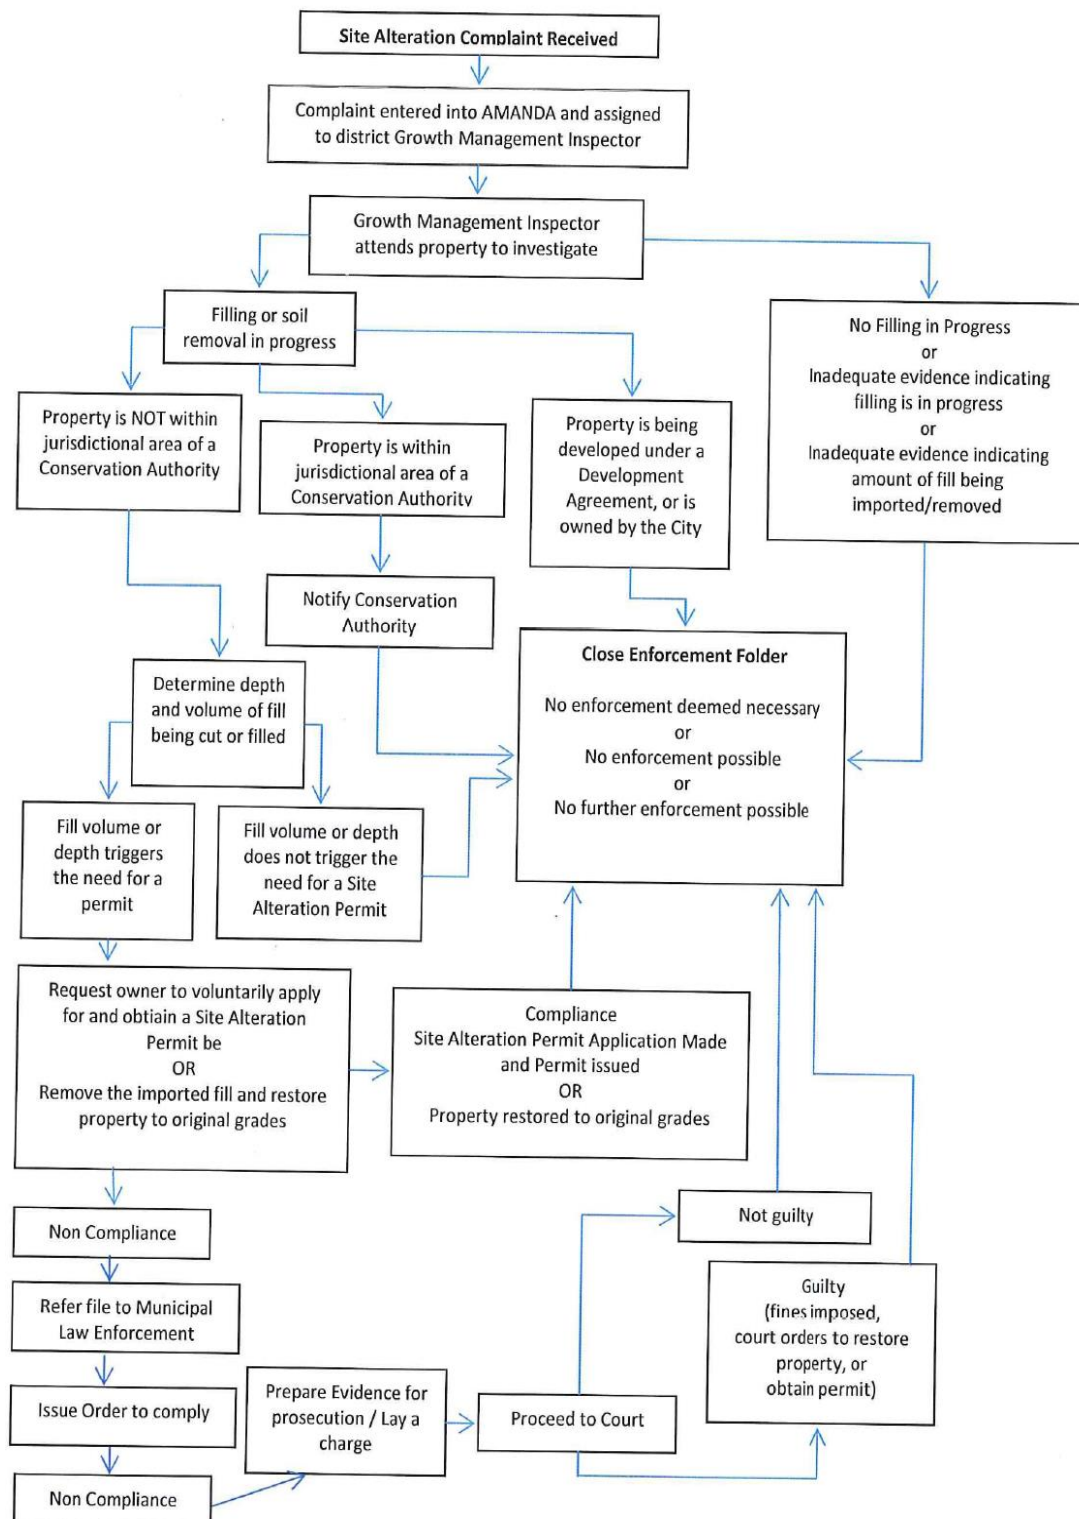 Site Alteration Complaint Received
Complaint entered into AMANDA and assigned
to district Growth Management Inspector
Growth Management Inspector
attends property to investigate
Filling or soil
removal in progress
No Filling in Progress
or
Inadequate evidence indicating
filling is in progress
or
Inadequate evidence indicating
amount of fill being
imported/removed
Property is NOT within
jurisdictional area of a
Conservation Authority
Property is within
jurisdictional area of a
Conservation Authority
Property is being
developed under a
Development
Agreement, or is
owned by the City
Notify Conservation
Authority
Close Enforcement Folder
No enforcement deemed necessary
or
No enforcement possible
or
No further enforcement possible
Determine depth
and volume of fill
being cut or filled
Fill volume or
depth triggers
the need for a
permit
Fill volume or depth
does not trigger the
need for a Site
Alteration Permit
Request owner to voluntarily apply
for and obtiain a Site Alteration
Permit be
OR
Remove the imported fill and restore
property to original grades
Compliance
Site Alteration Permit Application Made
and Permit issued
OR
Property restored to original grades
Non Compliance
Refer file to Municipal
Law Enforcement
Issue Order to comply
Non Compliance
Prepare Evidence for
prosecution / Lay a
charge
Proceed to Court
Not guilty
Guilty
(fines imposed,
court orders to restore
property, or
obtain permit)